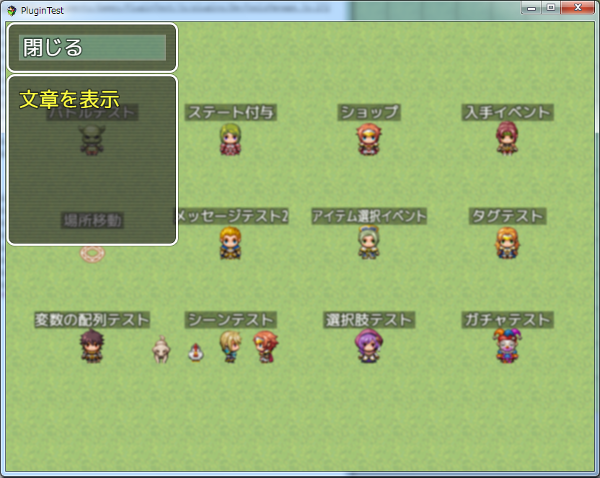 PluginTest
閉じる
文章を表示
バトルテスト
ステート付与
ショップ
入手イベント
場所移動
メッセージテスト2
アイテム選択イベント
タグテスト
変数の配列テスト
シーンテスト
選択肢テスト
ガチャテスト